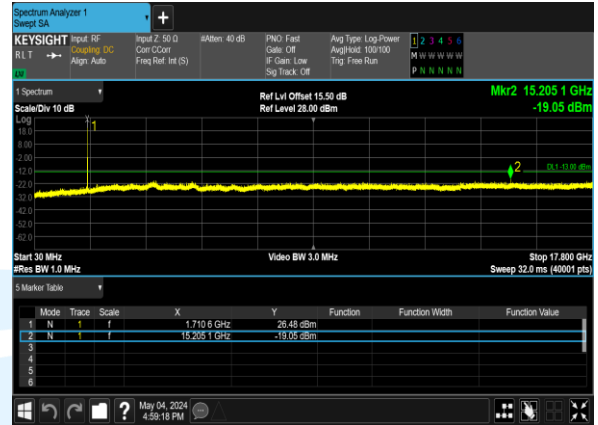 Spectrum Analyzer 1
Swept SA
+
KEYSIGHT Input: RF Input Z: 50 Ω #Atten: 40 dB PNO: Fast Avg Type: Log-Power 1 2 3 4 5 6
RLT Coupling: DC Corr CCorr Gate: Off Avg|Hold: 100/100 M W W W W W
Align: Auto Freq Ref: Int (S) IF Gain: Low Trig: Free Run
Sig Track: Off P N N N N N
1 Spectrum Ref Lvl Offset 15.50 dB Mkr2 15.205 1 GHz
Scale/Div 10 dB Ref Level 28.00 dBm -19.05 dBm
Log
1
18.0
8.00
-2.00
-12.0 2 DL1 -13.00 dBm
-22.0
-32.0
-42.0
-52.0
-62.0
Start 30 MHz Video BW 3.0 MHz Stop 17.800 GHz
#Res BW 1.0 MHz Sweep 32.0 ms (40001 pts)
5 Marker Table
Mode Trace Scale X Y Function Function Width Function Value
1 N 1 f 1.710 6 GHz 26.48 dBm
2 N 1 f 15.205 1 GHz -19.05 dBm
3
4
5
6
? May 04, 2024
4:59:18 PM